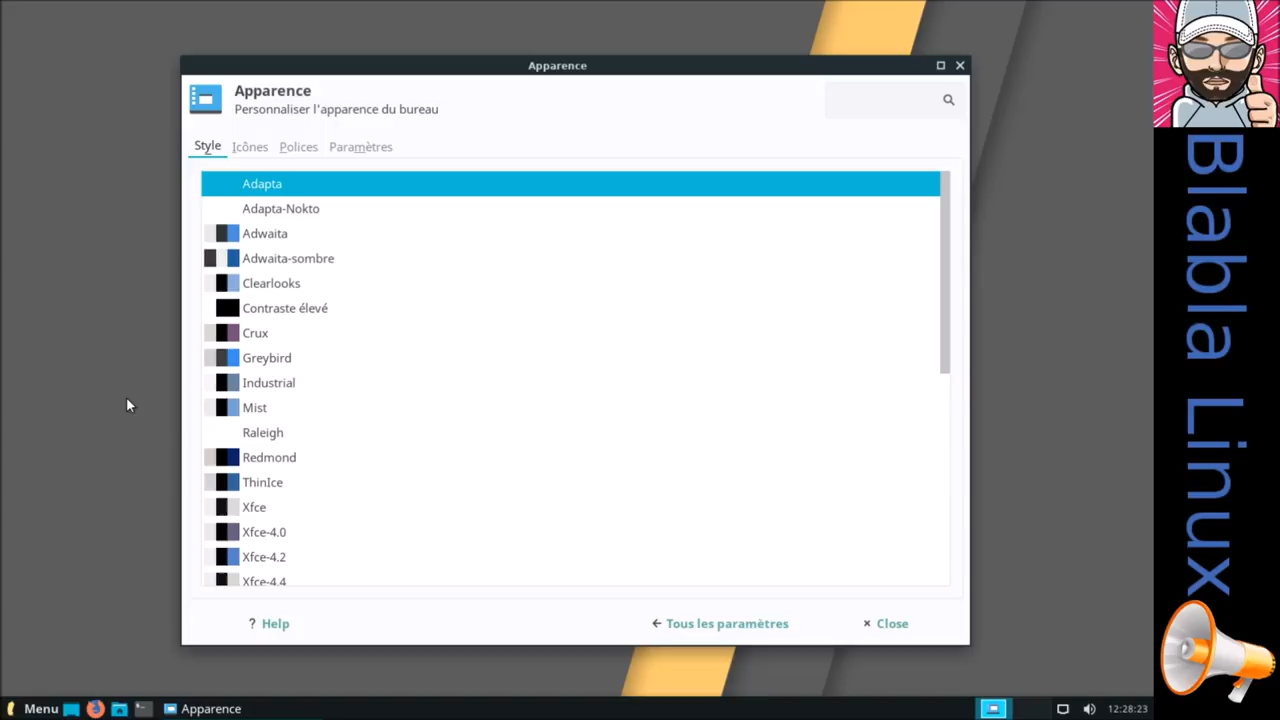 Apparence
Apparence
Personnaliser l'apparence du bureau
Style Icônes Polices Paramètres
Adapta
Adapta-Nokto
Adwaita
Adwaita-sombre
Clearlooks
Contraste élevé
Crux
Greybird
Industrial
Mist
Raleigh
Redmond
ThinIce
Xfce
Xfce-4.0
Xfce-4.2
Xfce-4.4
? Help
← Tous les paramètres
× Close
Menu
Apparence
12:28:23
Blabla Linux